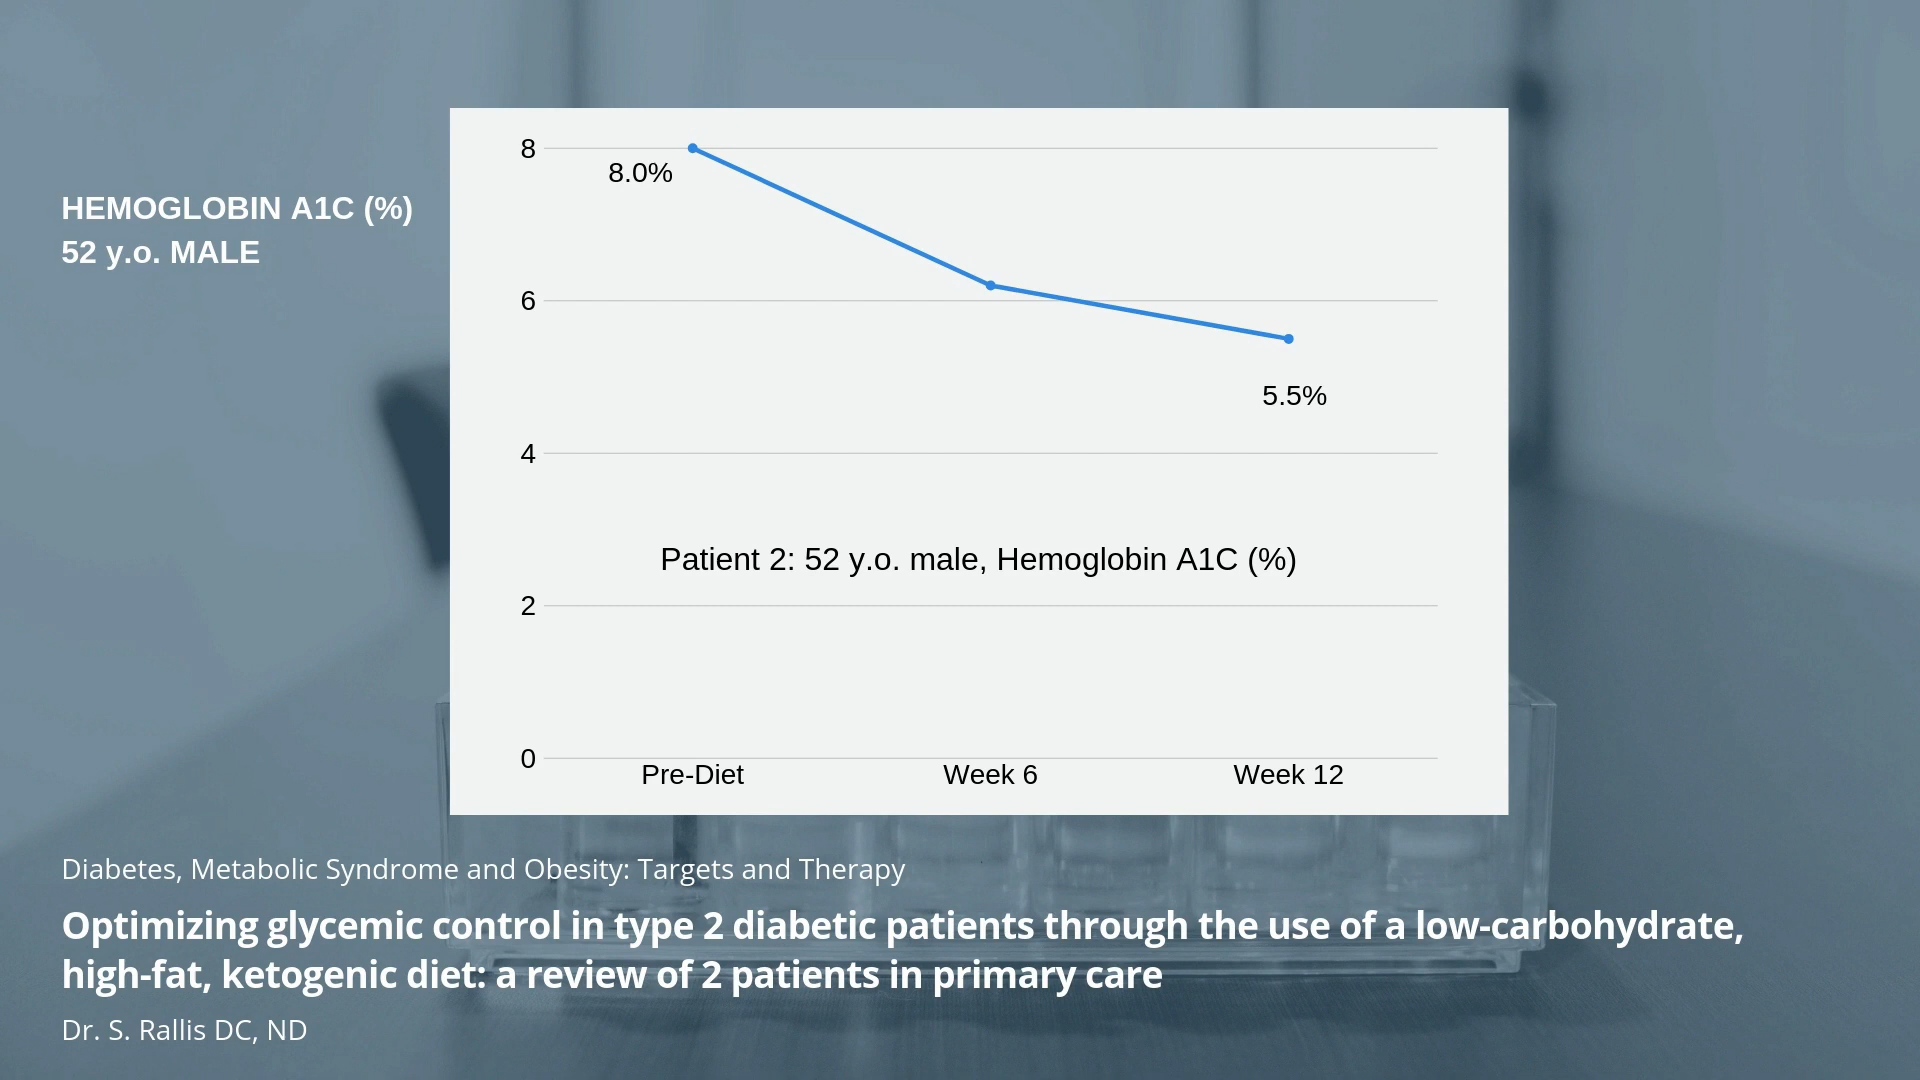 HEMOGLOBIN A1C (%)
52 y.o. MALE
8
8.0%
6
5.5%
4
Patient 2: 52 y.o. male, Hemoglobin A1C (%)
2
0
Pre-Diet
Week 6
Week 12
Diabetes, Metabolic Syndrome and Obesity: Targets and Therapy
Optimizing glycemic control in type 2 diabetic patients through the use of a low-carbohydrate,
high-fat, ketogenic diet: a review of 2 patients in primary care
Dr. S. Rallis DC, ND